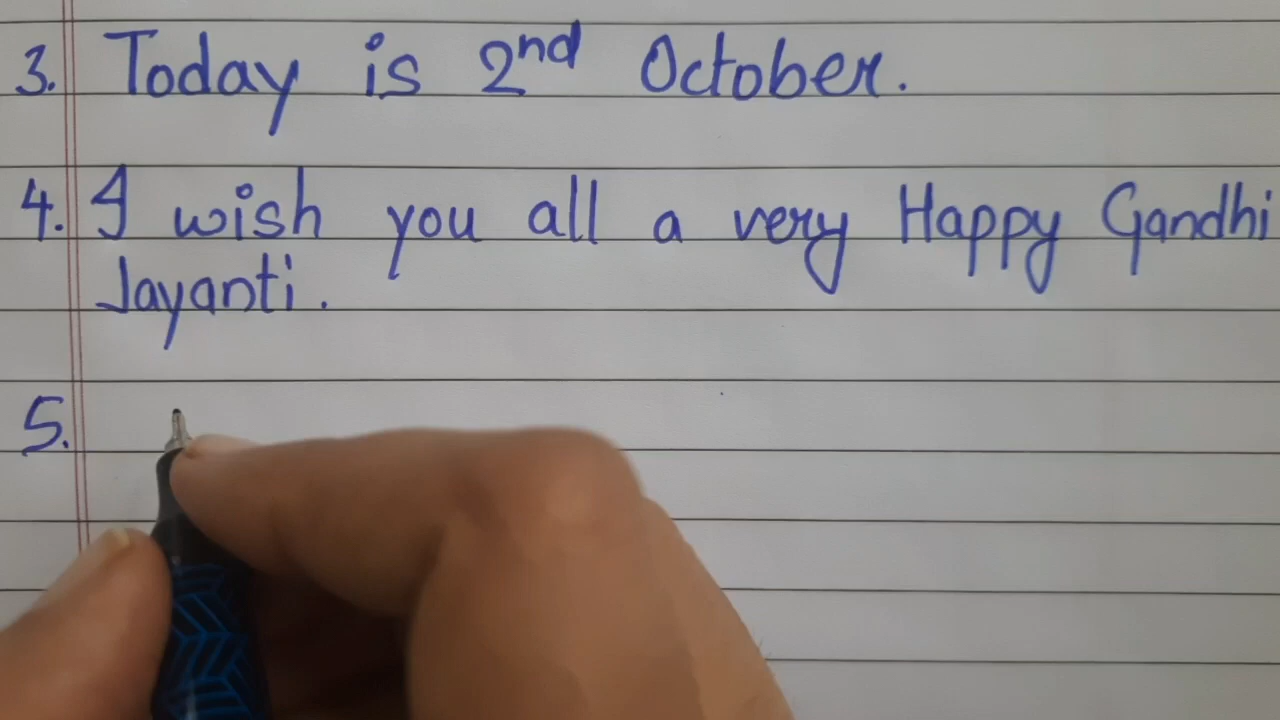 3. Today is 2nd October.
4. I wish you all a very Happy Gandhi
Jayanti.
5.